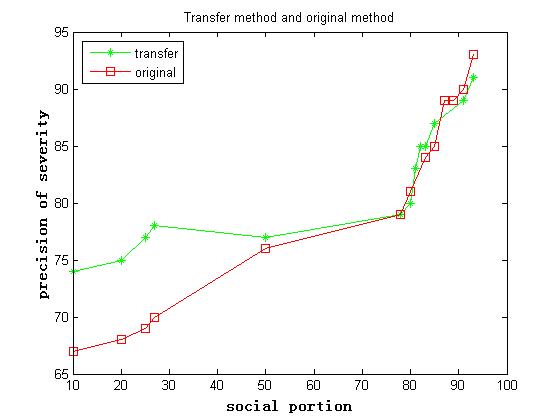 Transfer method and original method
95
90
85
80
75
70
65
precision of severity
transfer
original
10 20 30 40 50 60 70 80 90 100
social portion